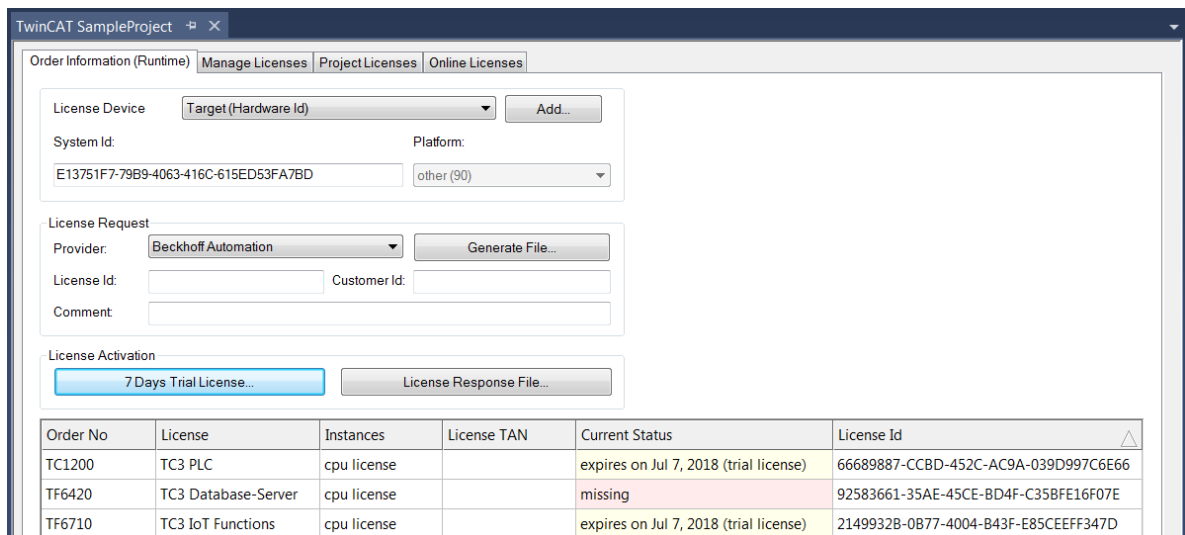 TwinCAT SampleProject
Order Information (Runtime) Manage Licenses Project Licenses Online Licenses
License Device Target (Hardware Id) Add...
System Id: Platform:
E13751F7-79B9-4063-416C-615ED53FA7BD other (90)
License Request
Provider: Beckhoff Automation Generate File...
License Id: Customer Id:
Comment:
License Activation
7 Days Trial License... License Response File...
Order No License Instances License TAN Current Status License Id
TC1200 TC3 PLC cpu license expires on Jul 7, 2018 (trial license) 66689887-CCBD-452C-AC9A-039D997C6E66
TF6420 TC3 Database-Server cpu license missing 92583661-35AE-45CE-BD4F-C35BFE16F07E
TF6710 TC3 IoT Functions cpu license expires on Jul 7, 2018 (trial license) 2149932B-0B77-4004-B43F-E85CEEFF347D